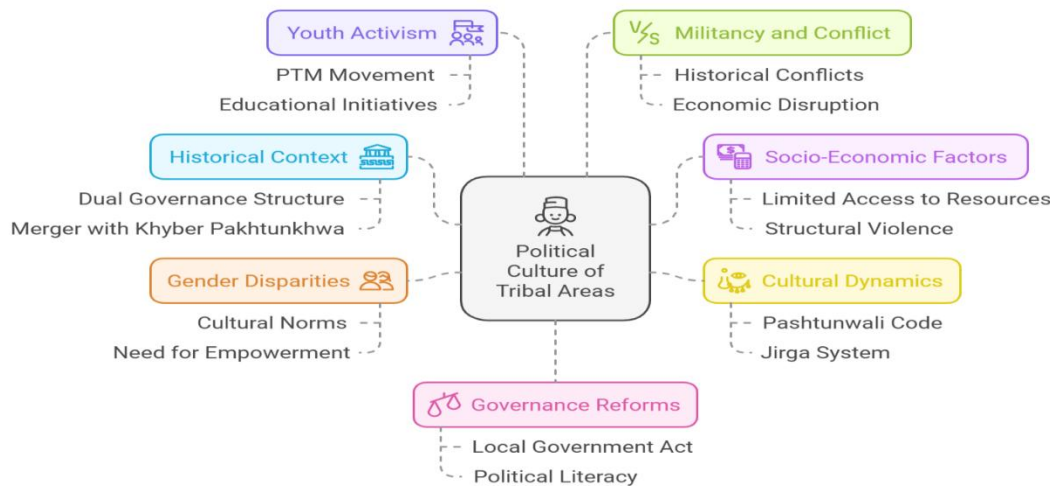 Youth Activism
PTM Movement
Educational Initiatives
V/S Militancy and Conflict
Historical Conflicts
Economic Disruption
Historical Context
Dual Governance Structure
Merger with Khyber Pakhtunkhwa
Socio-Economic Factors
Limited Access to Resources
Structural Violence
Political
Culture of
Tribal Areas
Gender Disparities
Cultural Norms
Need for Empowerment
Cultural Dynamics
Pashtunwali Code
Jirga System
Governance Reforms
Local Government Act
Political Literacy